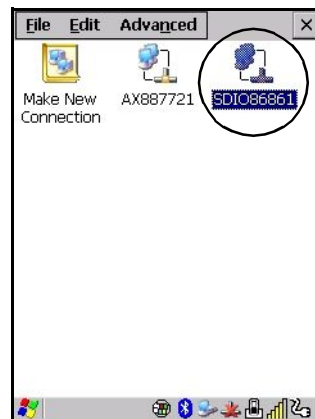 File Edit Advanced
Make New
Connection
AX887721
SDIO86861